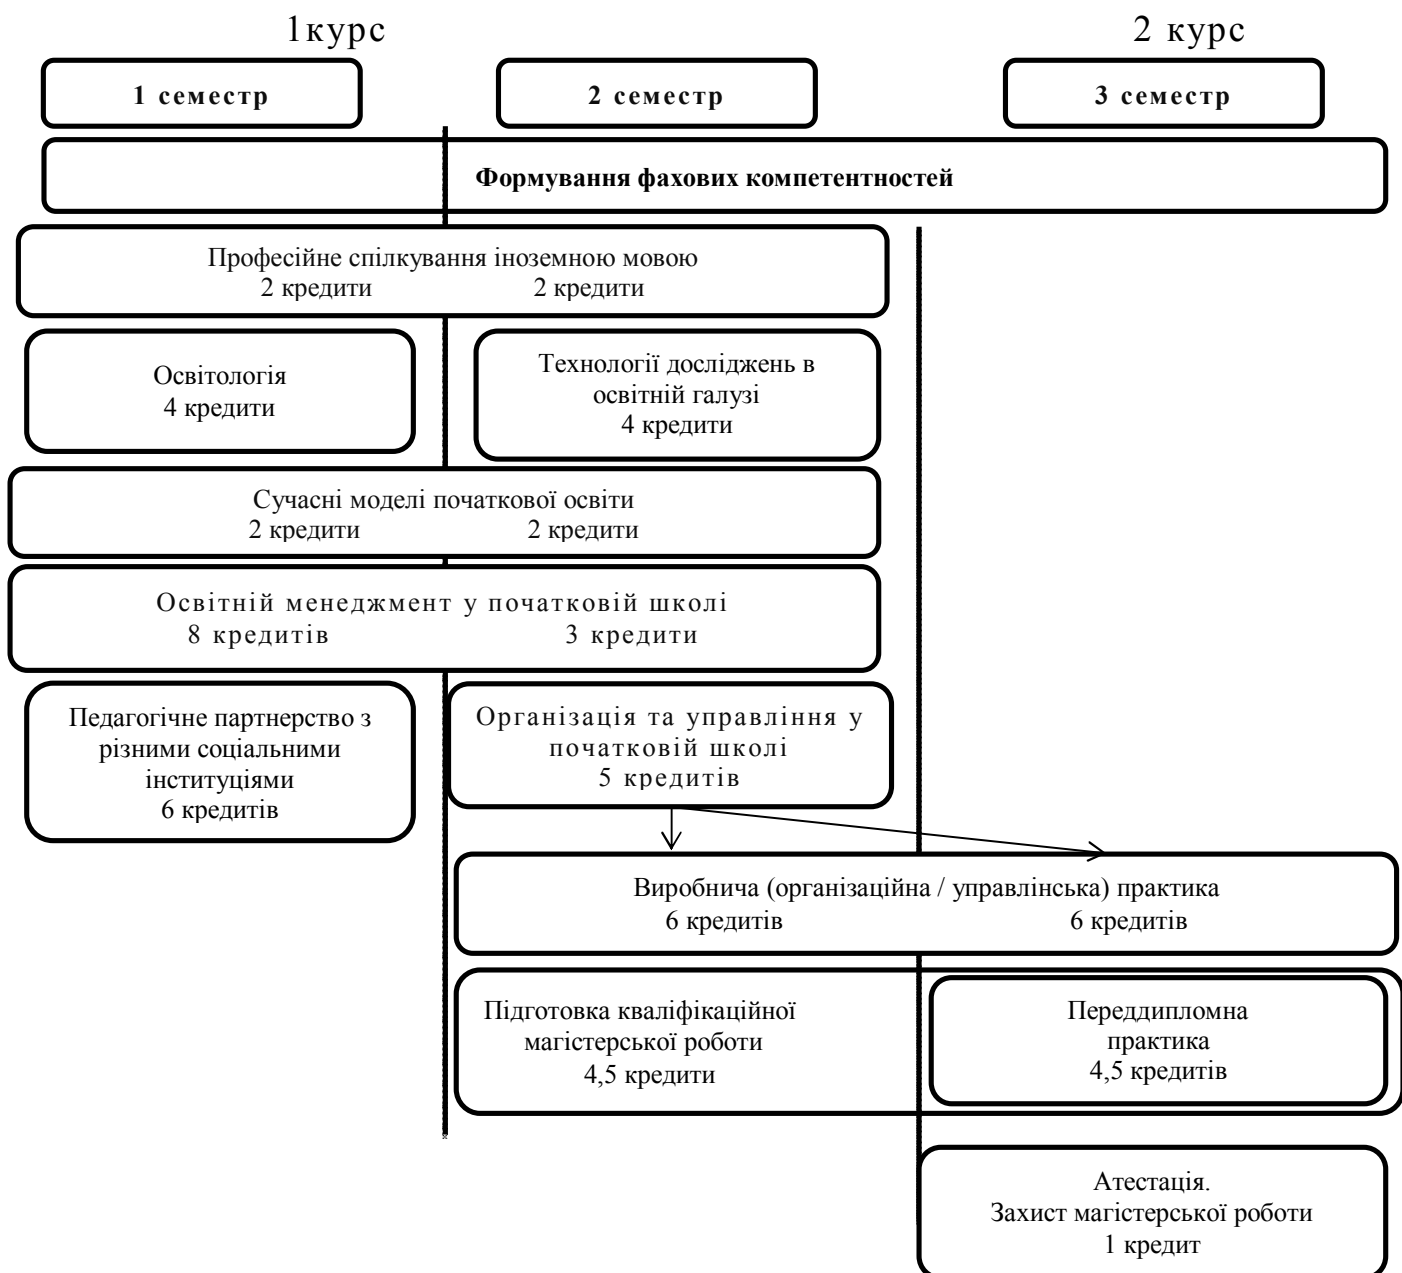 1курс
2 курс
1 семестр
2 семестр
3 семестр
Формування фахових компетентностей
Професійне спілкування іноземною мовою
2 кредити 2 кредити
Освітологія
4 кредити
Технології досліджень в
освітній галузі
4 кредити
Сучасні моделі початкової освіти
2 кредити 2 кредити
Освітній менеджмент у початковій школі
8 кредитів 3 кредити
Педагогічне партнерство з
різними соціальними
інституціями
6 кредитів
Організація та управління у
початковій школі
5 кредитів
Виробнича (організаційна / управлінська) практика
6 кредитів 6 кредитів
Підготовка кваліфікаційної
магістерської роботи
4,5 кредити
Переддипломна
практика
4,5 кредитів
Атестація.
Захист магістерської роботи
1 кредит